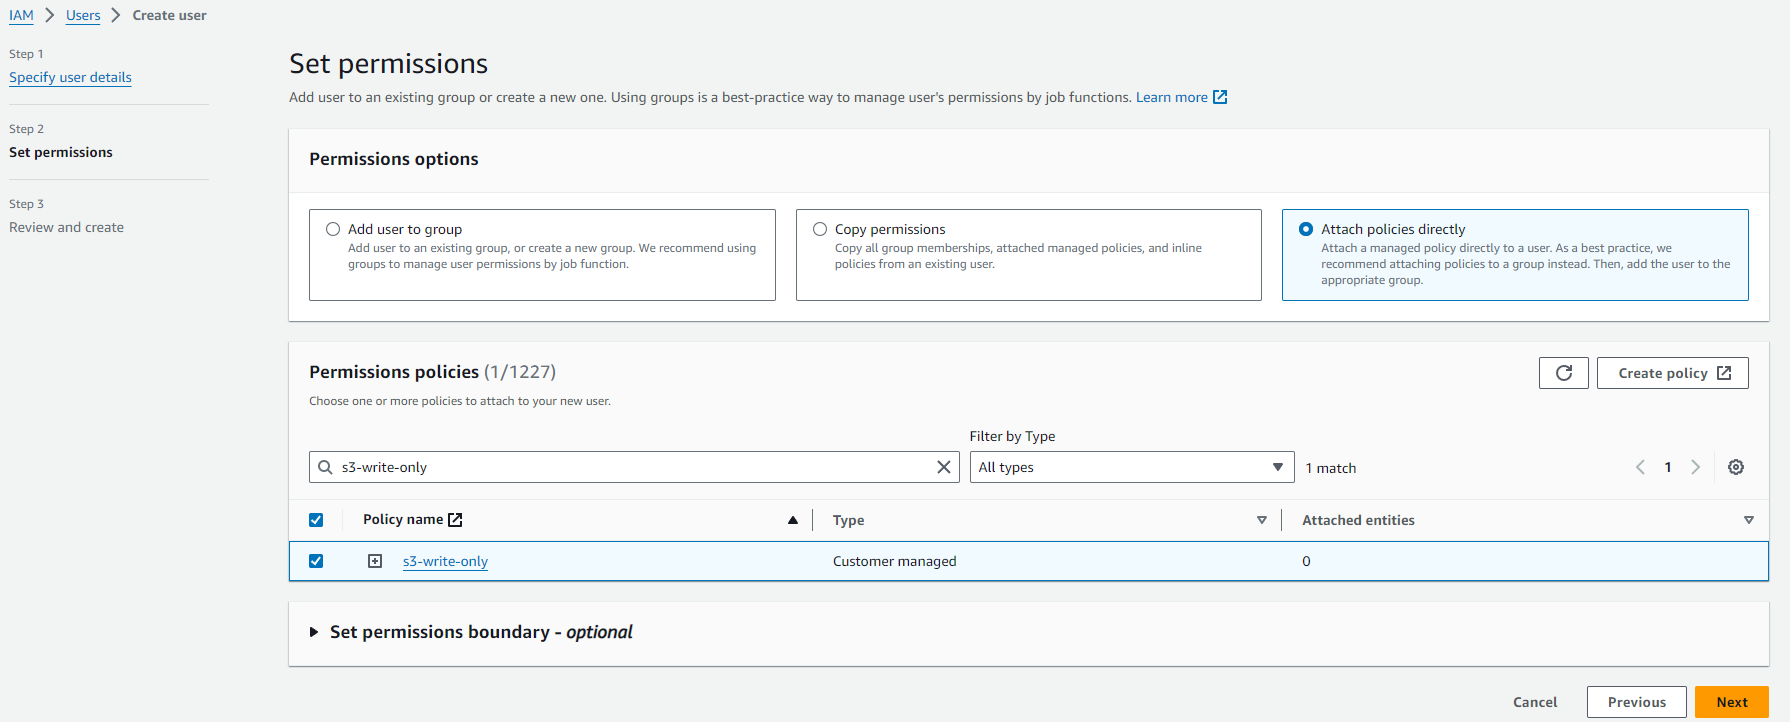 IAM > Users > Create user
Step 1
Specify user details
Step 2
Set permissions
Step 3
Review and create
Set permissions
Add user to an existing group or create a new one. Using groups is a best-practice way to manage user's permissions by job functions. Learn more
Permissions options
Add user to group
Add user to an existing group, or create a new group. We recommend using
groups to manage user permissions by job function.
Copy permissions
Copy all group memberships, attached managed policies, and inline
policies from an existing user.
Attach policies directly
Attach a managed policy directly to a user. As a best practice, we
recommend attaching policies to a group instead. Then, add the user to the
appropriate group.
Permissions policies (1/1227)
Create policy
Choose one or more policies to attach to your new user.
Filter by Type
s3-write-only
All types
1 match
1
Policy name
Type
Attached entities
s3-write-only
Customer managed
0
Set permissions boundary - optional
Cancel
Previous
Next